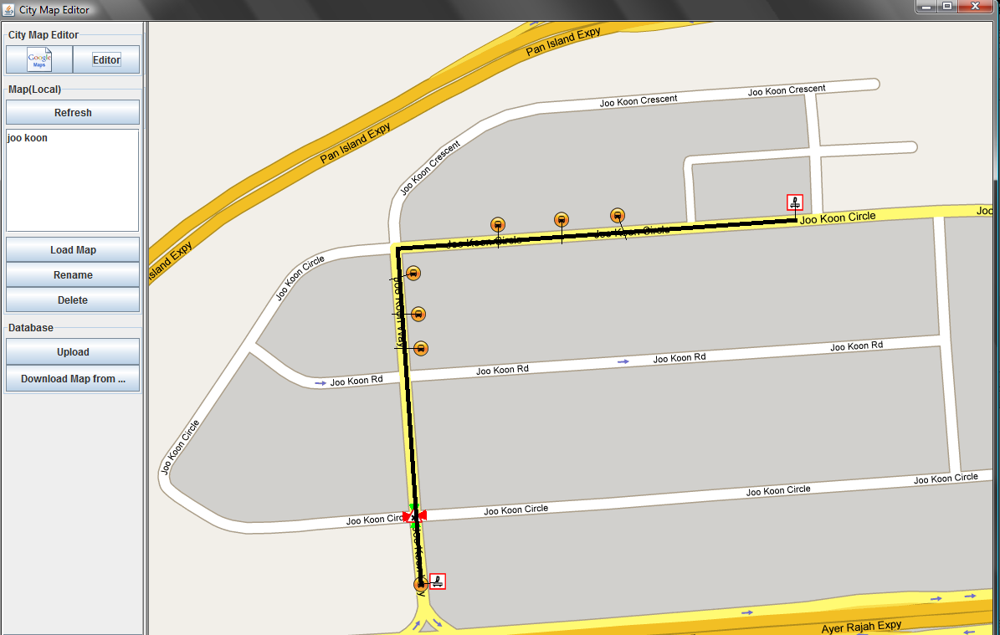 City Map Editor
City Map Editor
Google
Maps
Editor
Map(Local)
Refresh
joo koon
Load Map
Rename
Delete
Database
Upload
Download Map from ...
Pan Island Expy
Pan Island Expy
Island Expy
Joo Koon Crescent
Joo Koon Crescent
Joo Koon Crescent
Joo Koon Circle
Joo Koon Circle
Joo Koon Circle
Joo
Joo Koon Circle
Joo Koon Way
Joo Koon Rd
Joo Koon Rd
Joo Koon Rd
Joo Koon Rd
Joo Koon Circle
Joo Koon Circle
Joo Koon Circle
Joo Koon Circle
Joo Koon Circ
Joo Koon Way
Ayer Rajah Expy